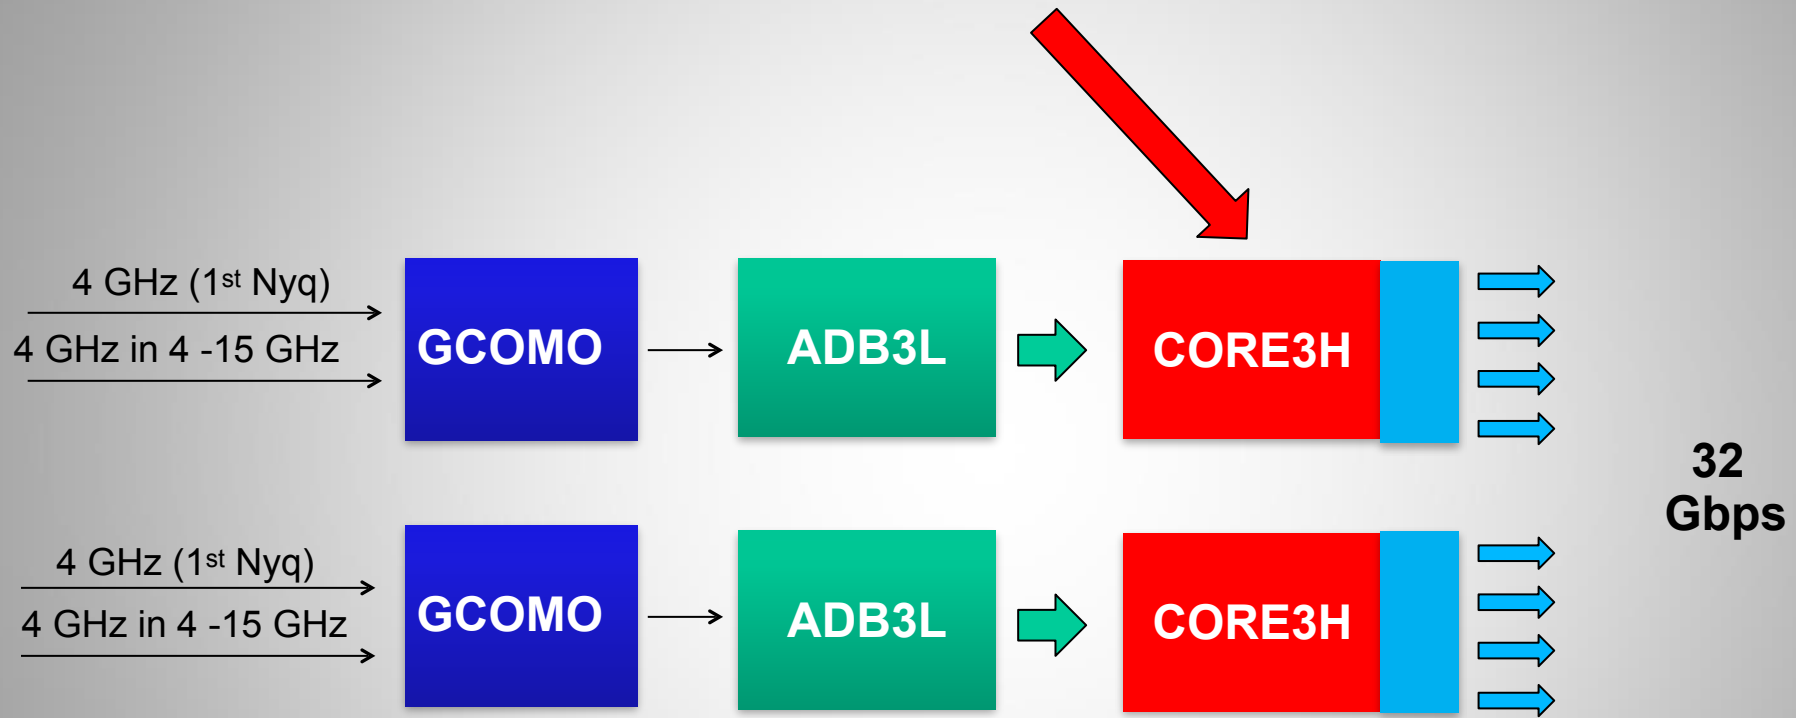 4 GHz (1st Nyq)
4 GHz in 4 -15 GHz
GCOMO
ADB3L
CORE3H
32
Gbps
4 GHz (1st Nyq)
4 GHz in 4 -15 GHz
GCOMO
ADB3L
CORE3H